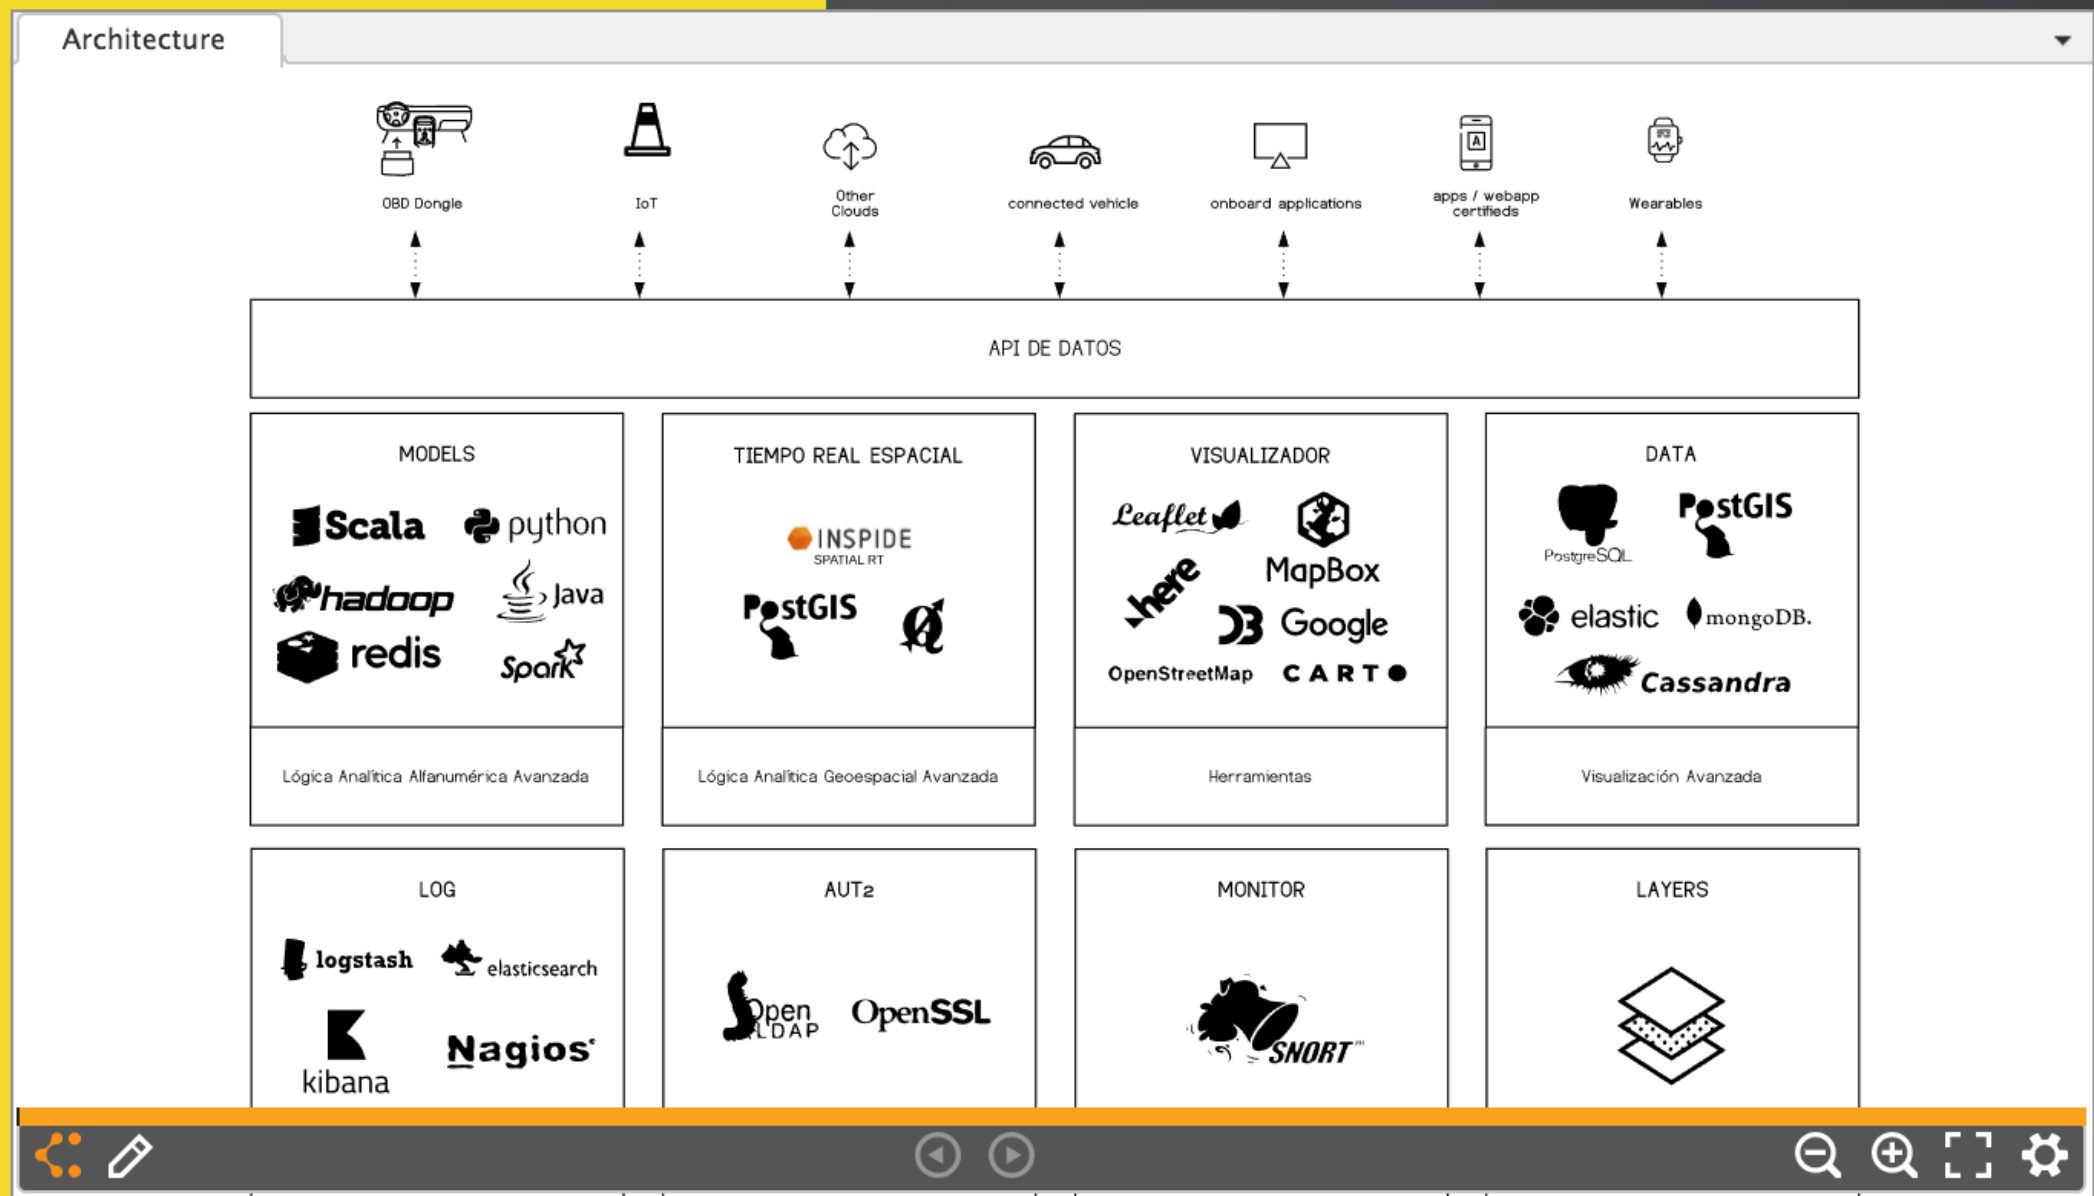 Architecture
OBD Dongle
IoT
Other
Clouds
connected vehicle
onboard applications
apps / webapp
certifieds
Wearables
API DE DATOS
MODELS
Scala
python
hadoop
Java
redis
Spark
Lógica Analítica Alfanumérica Avanzada
TIEMPO REAL ESPACIAL
INSPIDE
SPATIAL RT
PostGIS
Lógica Analítica Geoespacial Avanzada
VISUALIZADOR
Leaflet
MapBox
here
D3
Google
OpenStreetMap
CARTO
Herramientas
DATA
PostgreSQL
PostGIS
elastic
mongoDB.
Cassandra
Visualización Avanzada
LOG
logstash
elasticsearch
kibana
Nagios
AUT2
Open
LDAP
OpenSSL
MONITOR
SNORT
LAYERS